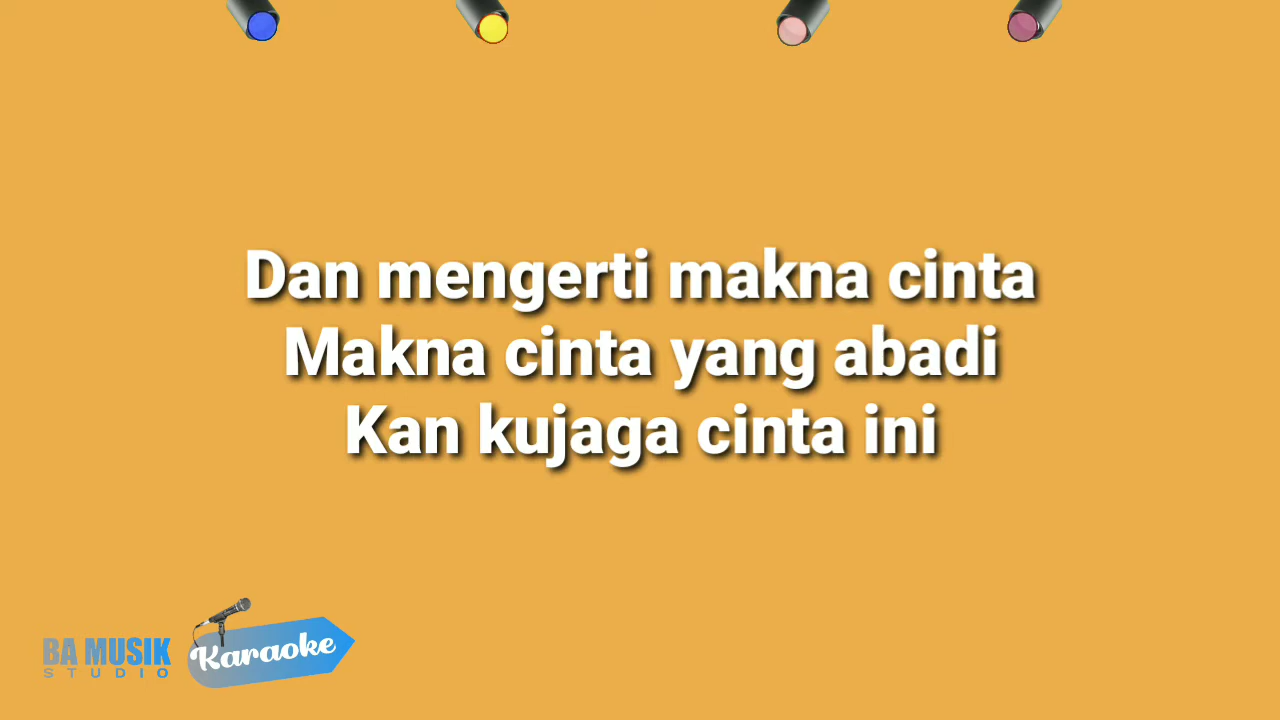 Dan mengerti makna cinta
Makna cinta yang abadi
Kan kujaga cinta ini
BA MUSIK
STUDIO
Karaoke